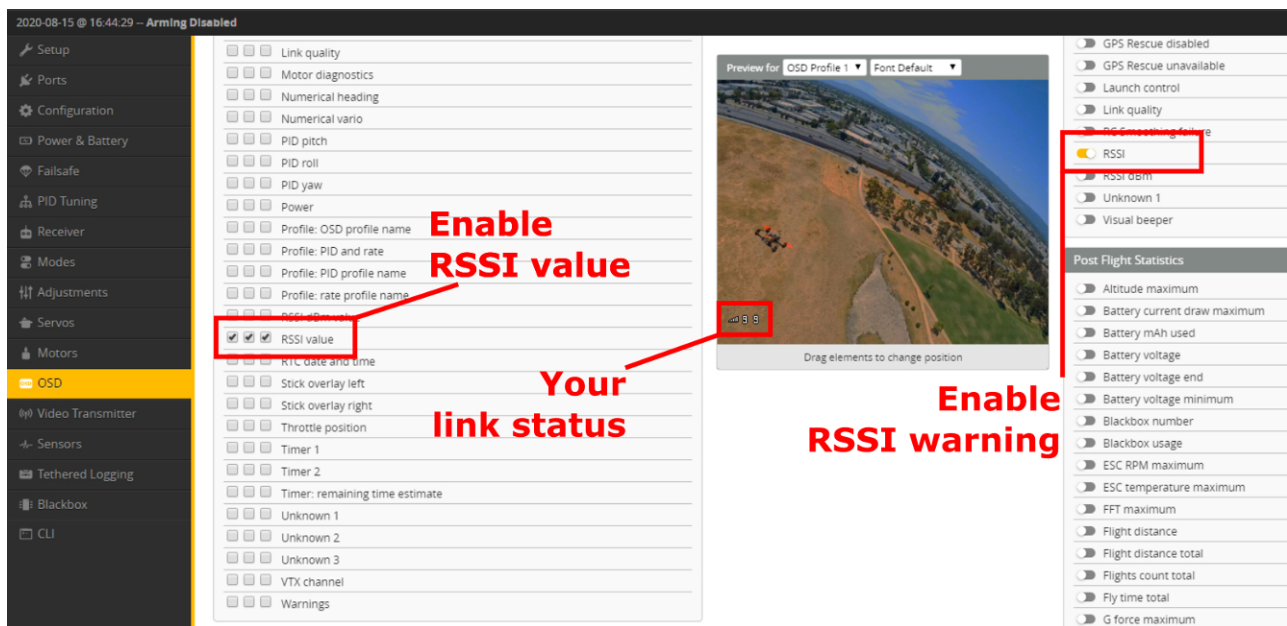 2020-08-15 @ 16:44:29 -- Arming Disabled
Setup
Ports
Configuration
Power & Battery
Failsafe
PID Tuning
Receiver
Modes
Adjustments
Servos
Motors
OSD
Video Transmitter
Sensors
Tethered Logging
Blackbox
CLI
Link quality
Motor diagnostics
Numerical heading
Numerical vario
PID pitch
PID roll
PID yaw
Power
Profile: OSD profile name
Profile: PID and rate
Profile: PID profile name
Profile: rate profile name
RSSI dBm value
RSSI value
RTC date and time
Stick overlay left
Stick overlay right
Throttle position
Timer 1
Timer 2
Timer: remaining time estimate
Unknown 1
Unknown 2
Unknown 3
VTX channel
Warnings
Enable
RSSI value
Preview for OSD Profile 1 Font Default
99
Drag elements to change position
Your
link status
GPS Rescue disabled
GPS Rescue unavailable
Launch control
Link quality
RC Smoothing failure
RSSI
RSSI dBm
Unknown 1
Visual beeper
Enable
RSSI warning
Post Flight Statistics
Altitude maximum
Battery current draw maximum
Battery mAh used
Battery voltage
Battery voltage end
Battery voltage minimum
Blackbox number
Blackbox usage
ESC RPM maximum
ESC temperature maximum
FFT maximum
Flight distance
Flight distance total
Flights count total
Fly time total
G force maximum